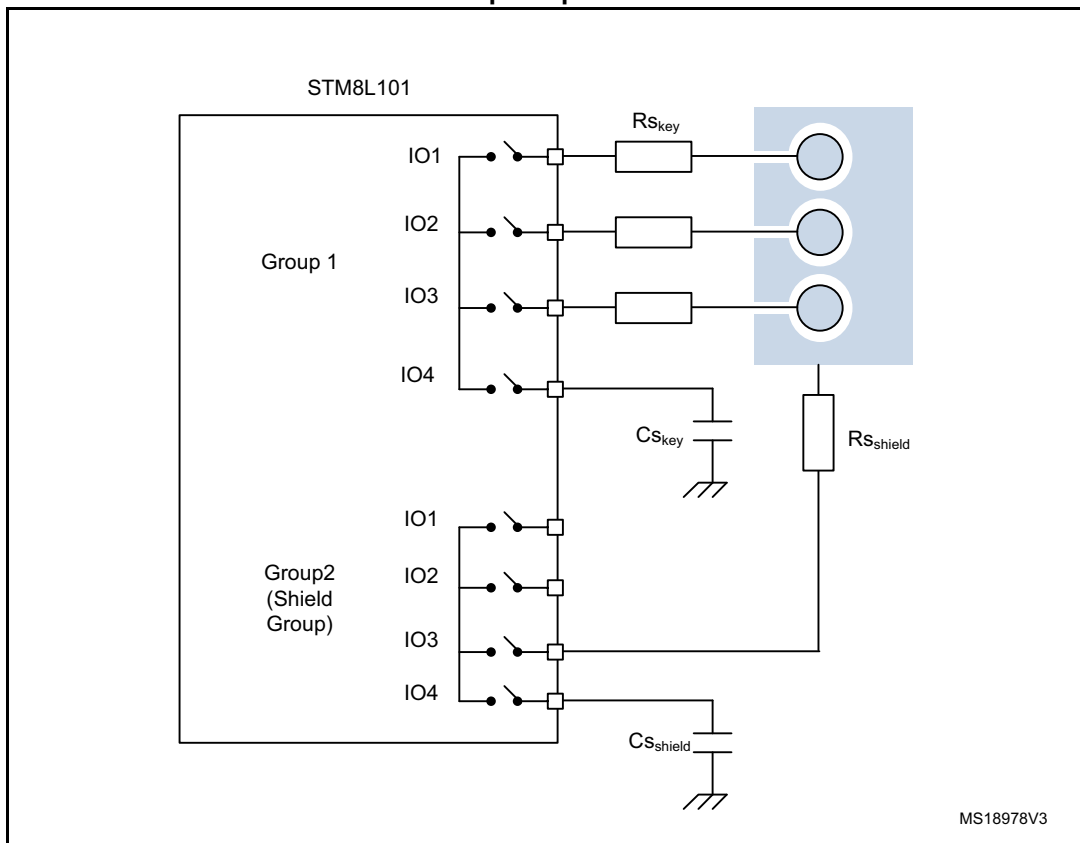 STM8L101
Rskey
IO1
IO2
Group 1
IO3
IO4
Cskey
Rsshield
IO1
Group2
(Shield
Group)
IO2
IO3
IO4
Csshield
MS18978V3